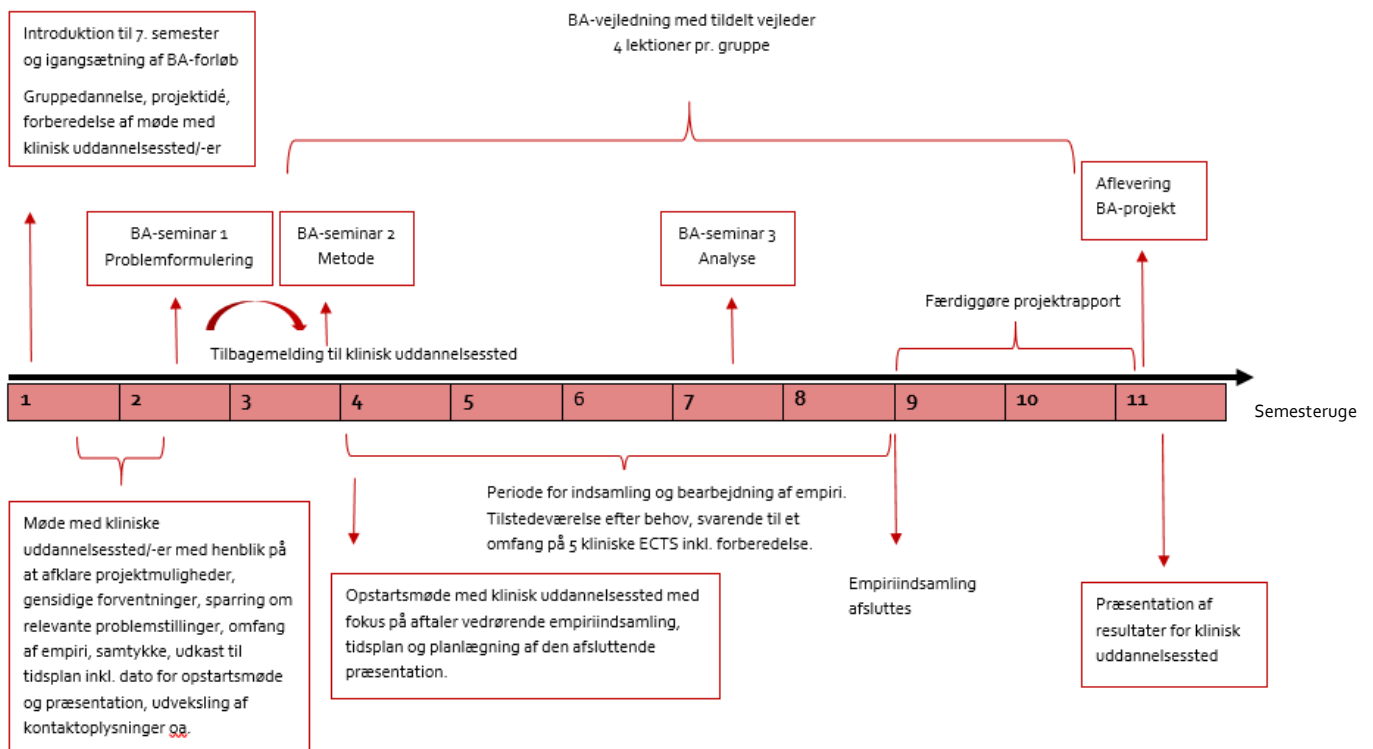 Introduktion til 7. semester
og igangsætning af BA-forløb
Gruppedannelse, projektidé,
forberedelse af møde med
klinisk uddannelsessted/-er
BA-vejledning med tildelt vejleder
4 lektioner pr. gruppe
BA-seminar 1
Problemformulering
BA-seminar 2
Metode
BA-seminar 3
Analyse
Aflevering
BA-projekt
Færdiggøre projektrapport
Tilbagemelding til klinisk uddannelsessted
1 2 3 4 5 6 7 8 9 10 11
Semesteruge
Møde med kliniske
uddannelsessted/-er med henblik på
at afklare projektmuligheder,
gensidige forventninger, sparring om
relevante problemstillinger, omfang
af empiri, samtykke, udkast til
tidsplan inkl. dato for opstartsmøde
og præsentation, udveksling af
kontaktoplysninger oa.
Periode for indsamling og bearbejdning af empiri.
Tilstedeværelse efter behov, svarende til et
omfang på 5 kliniske ECTS inkl. forberedelse.
Opstartsmøde med klinisk uddannelsessted med
fokus på aftaler vedrørende empiriindsamling,
tidsplan og planlægning af den afsluttende
præsentation.
Empiriindsamling
afsluttes
Præsentation af
resultater for klinisk
uddannelsessted